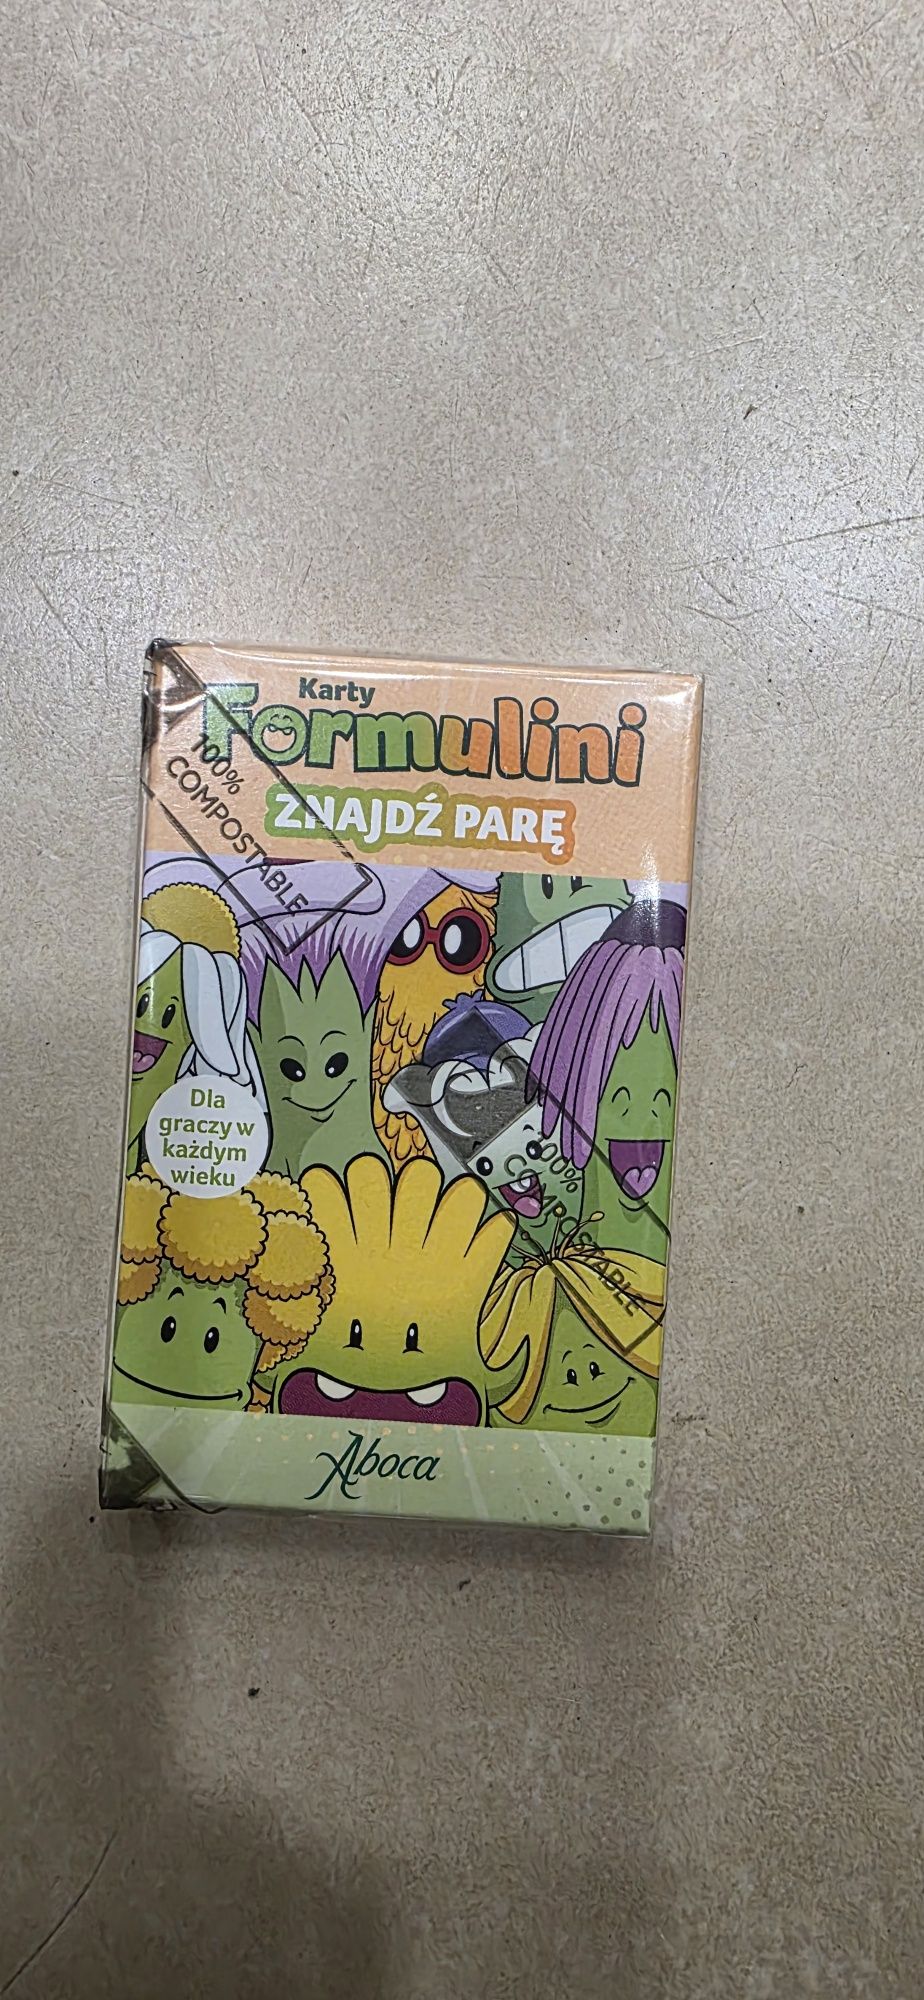 Karty
Formulini
ZNAJDŹ PARĘ
100%
COMPOSTABLE
Dla
graczy w
każdym
wieku
100%
COMPOSTABLE
Aboca